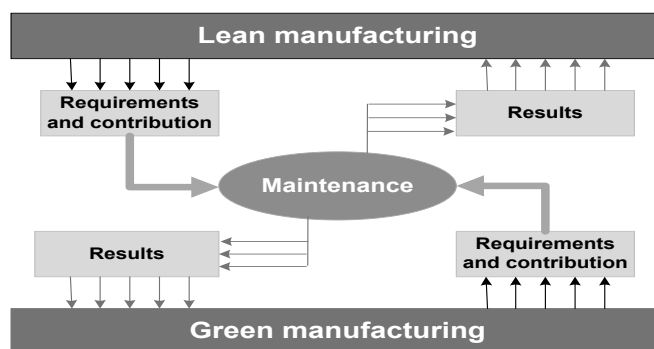 Lean manufacturing
Requirements
and contribution
Results
Maintenance
Results
Requirements
and contribution
Green manufacturing